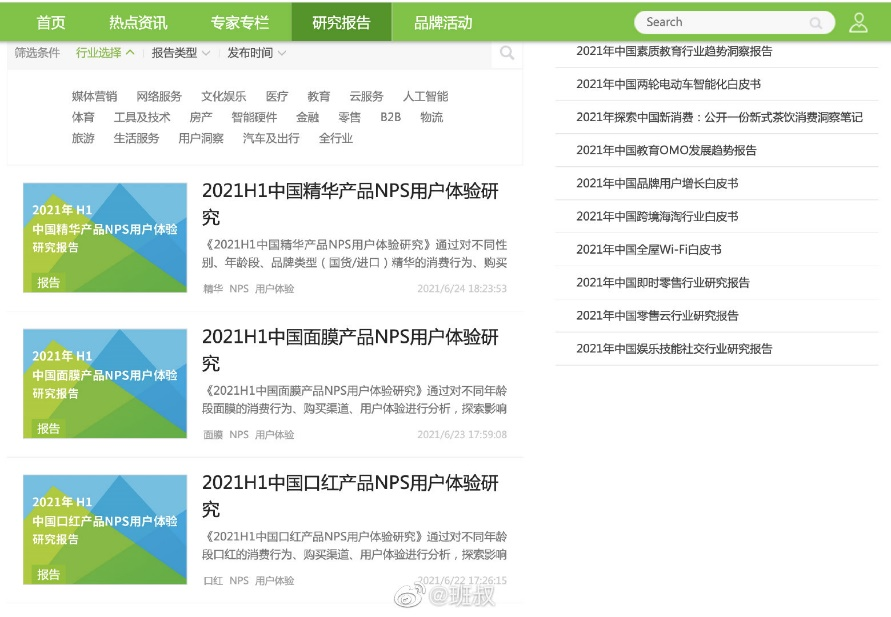 首页 热点资讯 专家专栏 研究报告 品牌活动 Search
筛选条件 行业选择 报告类型 发布时间
媒体营销 网络服务 文化娱乐 医疗 教育 云服务 人工智能
体育 工具及技术 房产 智能硬件 金融 零售 B2B 物流
旅游 生活服务 用户洞察 汽车及出行 全行业
2021年 H1
中国精华产品NPS用户体验
研究报告
报告
2021H1中国精华产品NPS用户体验研
究
《2021H1中国精华产品NPS用户体验研究》通过对不同性
别、年龄段、品牌类型（国货/进口）精华的消费行为、购买
精华 NPS 用户体验 2021/6/24 18:23:53
2021年 H1
中国面膜产品NPS用户体验
研究报告
报告
2021H1中国面膜产品NPS用户体验研
究
《2021H1中国面膜产品NPS用户体验研究》通过对不同年龄
段面膜的消费行为、购买渠道、用户体验进行分析，探索影响
面膜 NPS 用户体验 2021/6/23 17:59:08
2021年 H1
中国口红产品NPS用户体验
研究报告
报告
2021H1中国口红产品NPS用户体验研
究
《2021H1中国口红产品NPS用户体验研究》通过对不同年龄
段口红的消费行为、购买渠道、用户体验进行分析，探索影响
口红 NPS 用户体验 2021/6/22 17:26:15
@班叔
2021年中国素质教育行业趋势洞察报告
2021年中国两轮电动车智能化白皮书
2021年探索中国新消费：公开一份新式茶饮消费洞察笔记
2021年中国教育OMO发展趋势报告
2021年中国品牌用户增长白皮书
2021年中国跨境海淘行业白皮书
2021年中国全屋Wi-Fi白皮书
2021年中国即时零售行业研究报告
2021年中国零售云行业研究报告
2021年中国娱乐技能社交行业研究报告